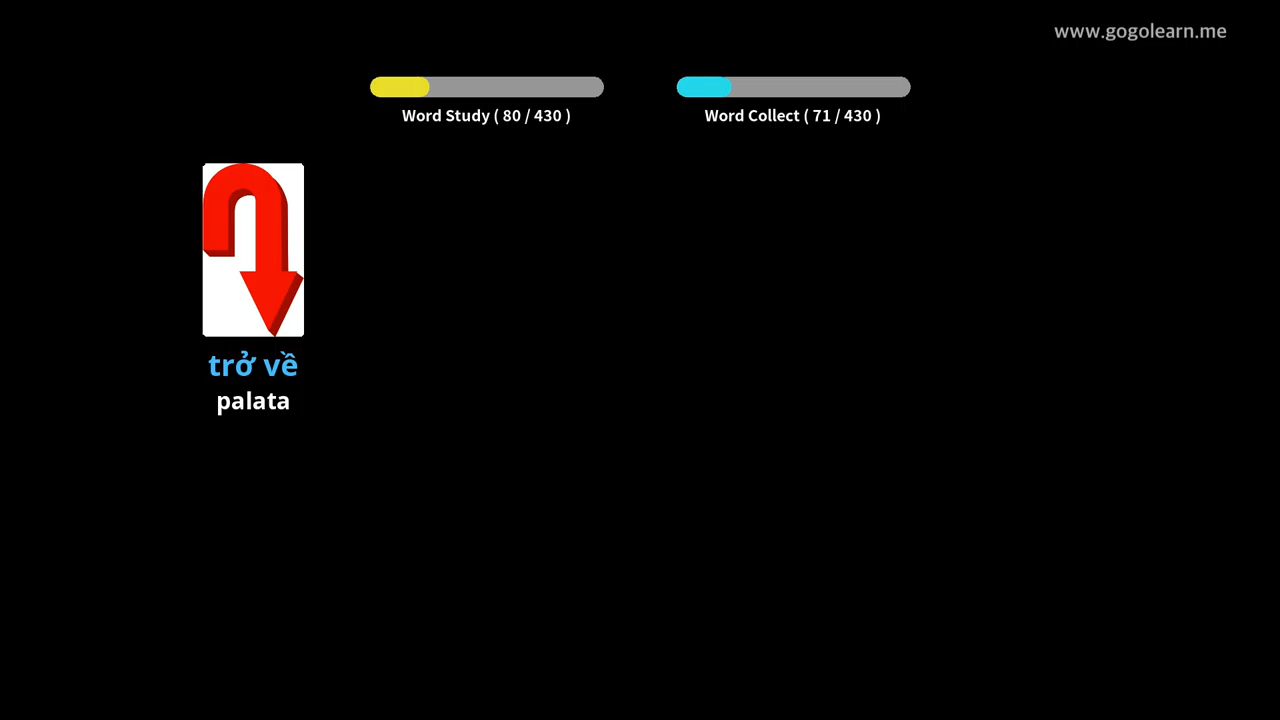 www.gogolearn.me
Word Study ( 80 / 430 )
Word Collect ( 71 / 430 )
trở về
palata